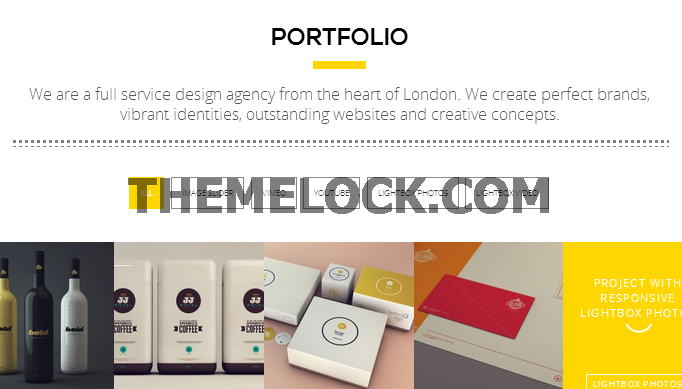 PORTFOLIO
We are a full service design agency from the heart of London. We create perfect brands,
vibrant identities, outstanding websites and creative concepts.
ALL IMAGE SLIDER VIMEO YOUTUBE LIGHTBOX PHOTOS LIGHTBOX VIDEO
THEMELOCK.COM
bold bold
JJ JJ
COFFEE COFFEE
PROJECT WITH
RESPONSIVE
LIGHTBOX PHOTO
LIGHTBOX PHOTOS